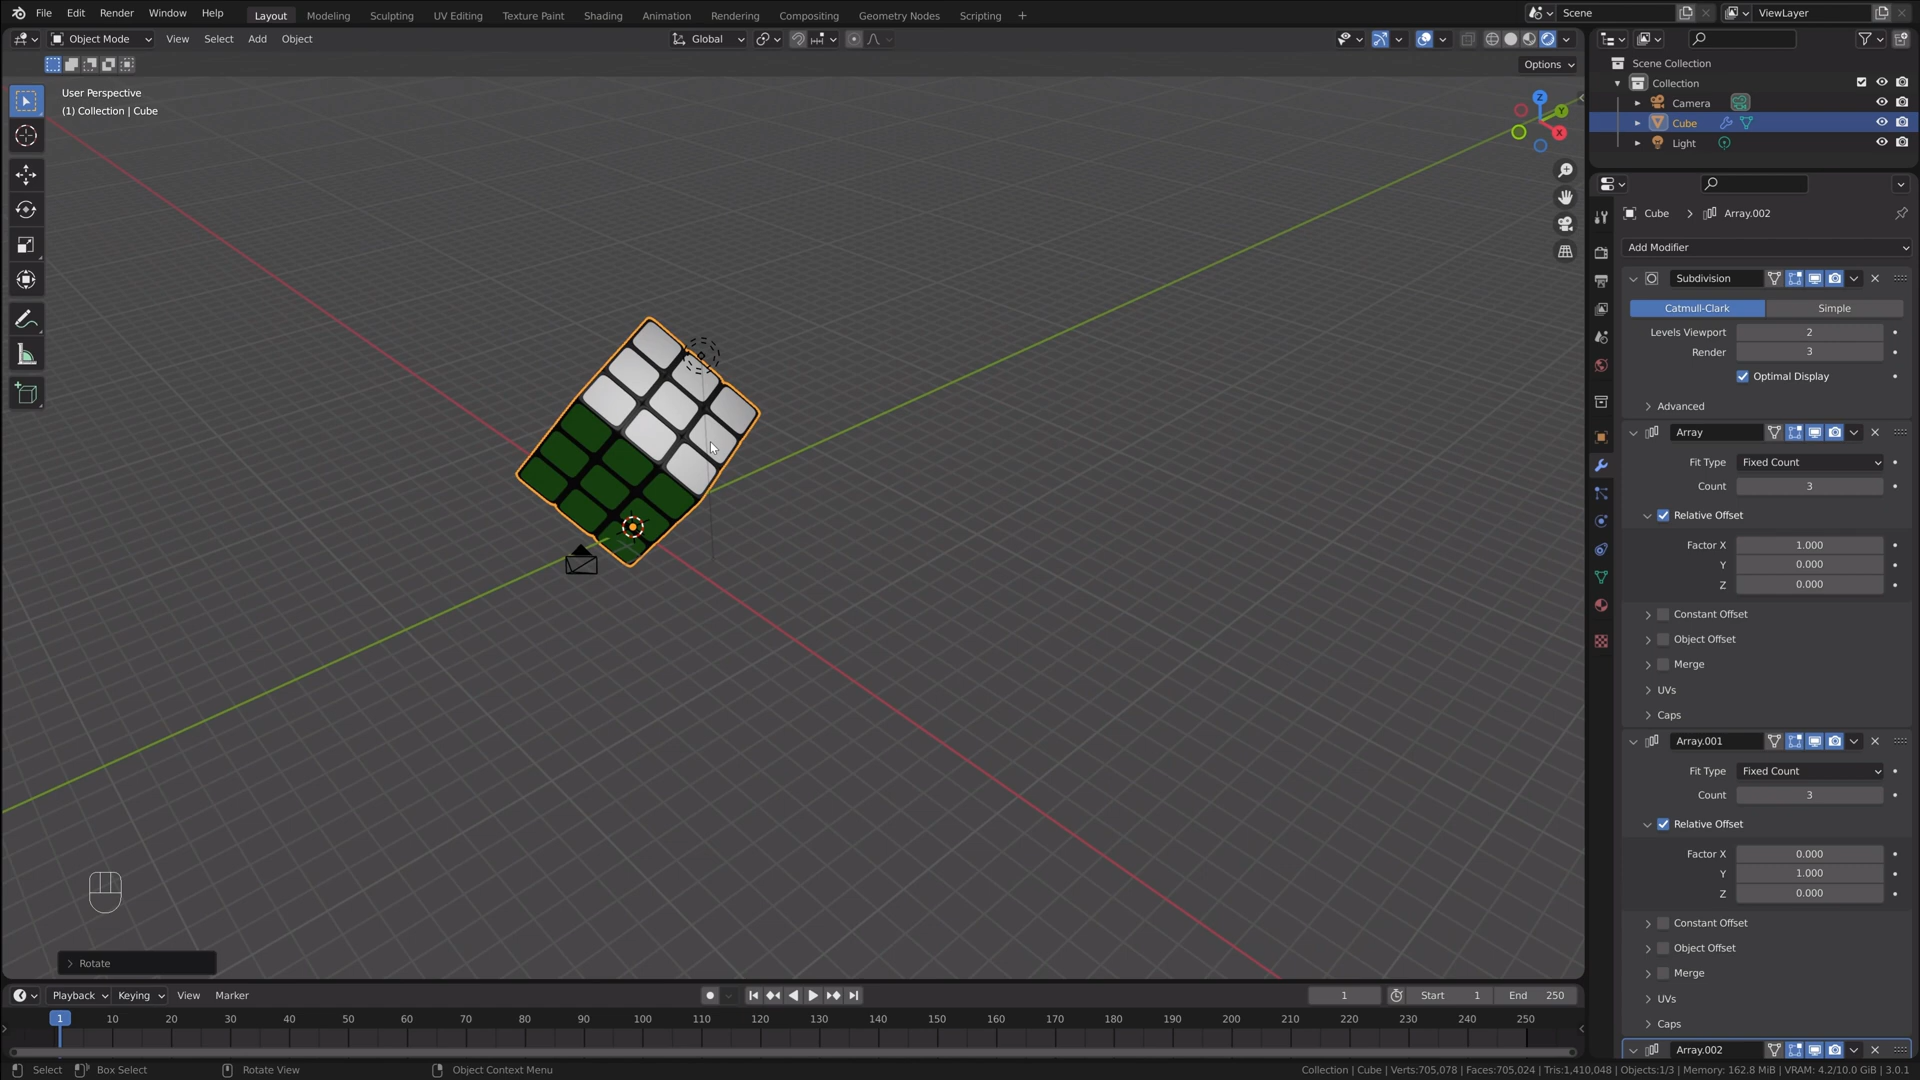 File Edit Render Window Help Layout Modeling Sculpting UV Editing Texture Paint Shading Animation Rendering Compositing Geometry Nodes Scripting + Scene ViewLayer
Object Mode View Select Add Object Global
Options
User Perspective
(1) Collection | Cube
Z
Y
X
Scene Collection
Collection
Camera
Cube
Light
Cube > Array.002
Add Modifier
Subdivision
Catmull-Clark Simple
Levels Viewport 2
Render 3
Optimal Display
Advanced
Array
Fit Type Fixed Count
Count 3
Relative Offset
Factor X 1.000
Y 0.000
Z 0.000
Constant Offset
Object Offset
Merge
UVs
Caps
Array.001
Fit Type Fixed Count
Count 3
Relative Offset
Factor X 0.000
Y 1.000
Z 0.000
Constant Offset
Object Offset
Merge
UVs
Caps
Array.002
Rotate
Playback Keying View Marker 1 Start 1 End 250
1 10 20 30 40 50 60 70 80 90 100 110 120 130 140 150 160 170 180 190 200 210 220 230 240 250
Select Box Select Rotate View Object Context Menu Collection | Cube | Verts:705,078 | Faces:705,024 | Tris:1,410,048 | Objects:1/3 | Memory: 162.8 MiB | VRAM: 4.2/10.0 GiB | 3.0.1